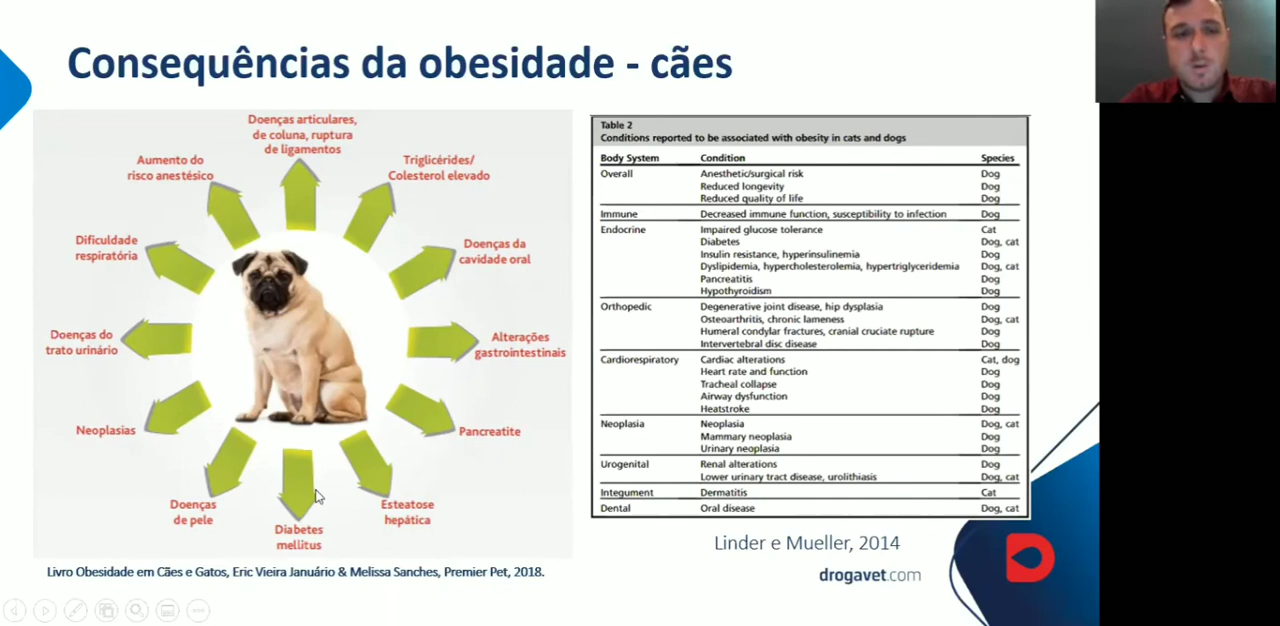 Consequências da obesidade - cães
Doenças articulares,
de coluna, ruptura
de ligamentos
Aumento do
risco anestésico
Triglicérides/
Colesterol elevado
Dificuldade
respiratória
Doenças da
cavidade oral
Doenças do
trato urinário
Alterações
gastrointestinais
Neoplasias
Pancreatite
Doenças
de pele
Esteatose
hepática
Diabetes
mellitus
Livro Obesidade em Cães e Gatos, Eric Vieira Januário & Melissa Sanches, Premier Pet, 2018.
Table 2
Conditions reported to be associated with obesity in cats and dogs
Body System Condition Species
Overall Anesthetic/surgical risk Dog
Reduced longevity Dog
Reduced quality of life Dog
Immune Decreased immune function, susceptibility to infection Dog
Endocrine Impaired glucose tolerance Cat
Diabetes Dog, cat
Insulin resistance, hyperinsulinemia Dog
Dyslipidemia, hypercholesterolemia, hypertriglyceridemia Dog, cat
Pancreatitis Dog
Hypothyroidism Dog
Orthopedic Degenerative joint disease, hip dysplasia Dog
Osteoarthritis, chronic lameness Dog, cat
Humeral condylar fractures, cranial cruciate rupture Dog
Intervertebral disc disease Dog
Cardiorespiratory Cardiac alterations Cat, dog
Heart rate and function Dog
Tracheal collapse Dog
Airway dysfunction Dog
Heatstroke Dog
Neoplasia Neoplasia Dog, cat
Mammary neoplasia Dog
Urinary neoplasia Dog
Urogenital Renal alterations Dog
Lower urinary tract disease, urolithiasis Dog, cat
Integument Dermatitis Cat
Dental Oral disease Dog, cat
Linder e Mueller, 2014
drogavet.com